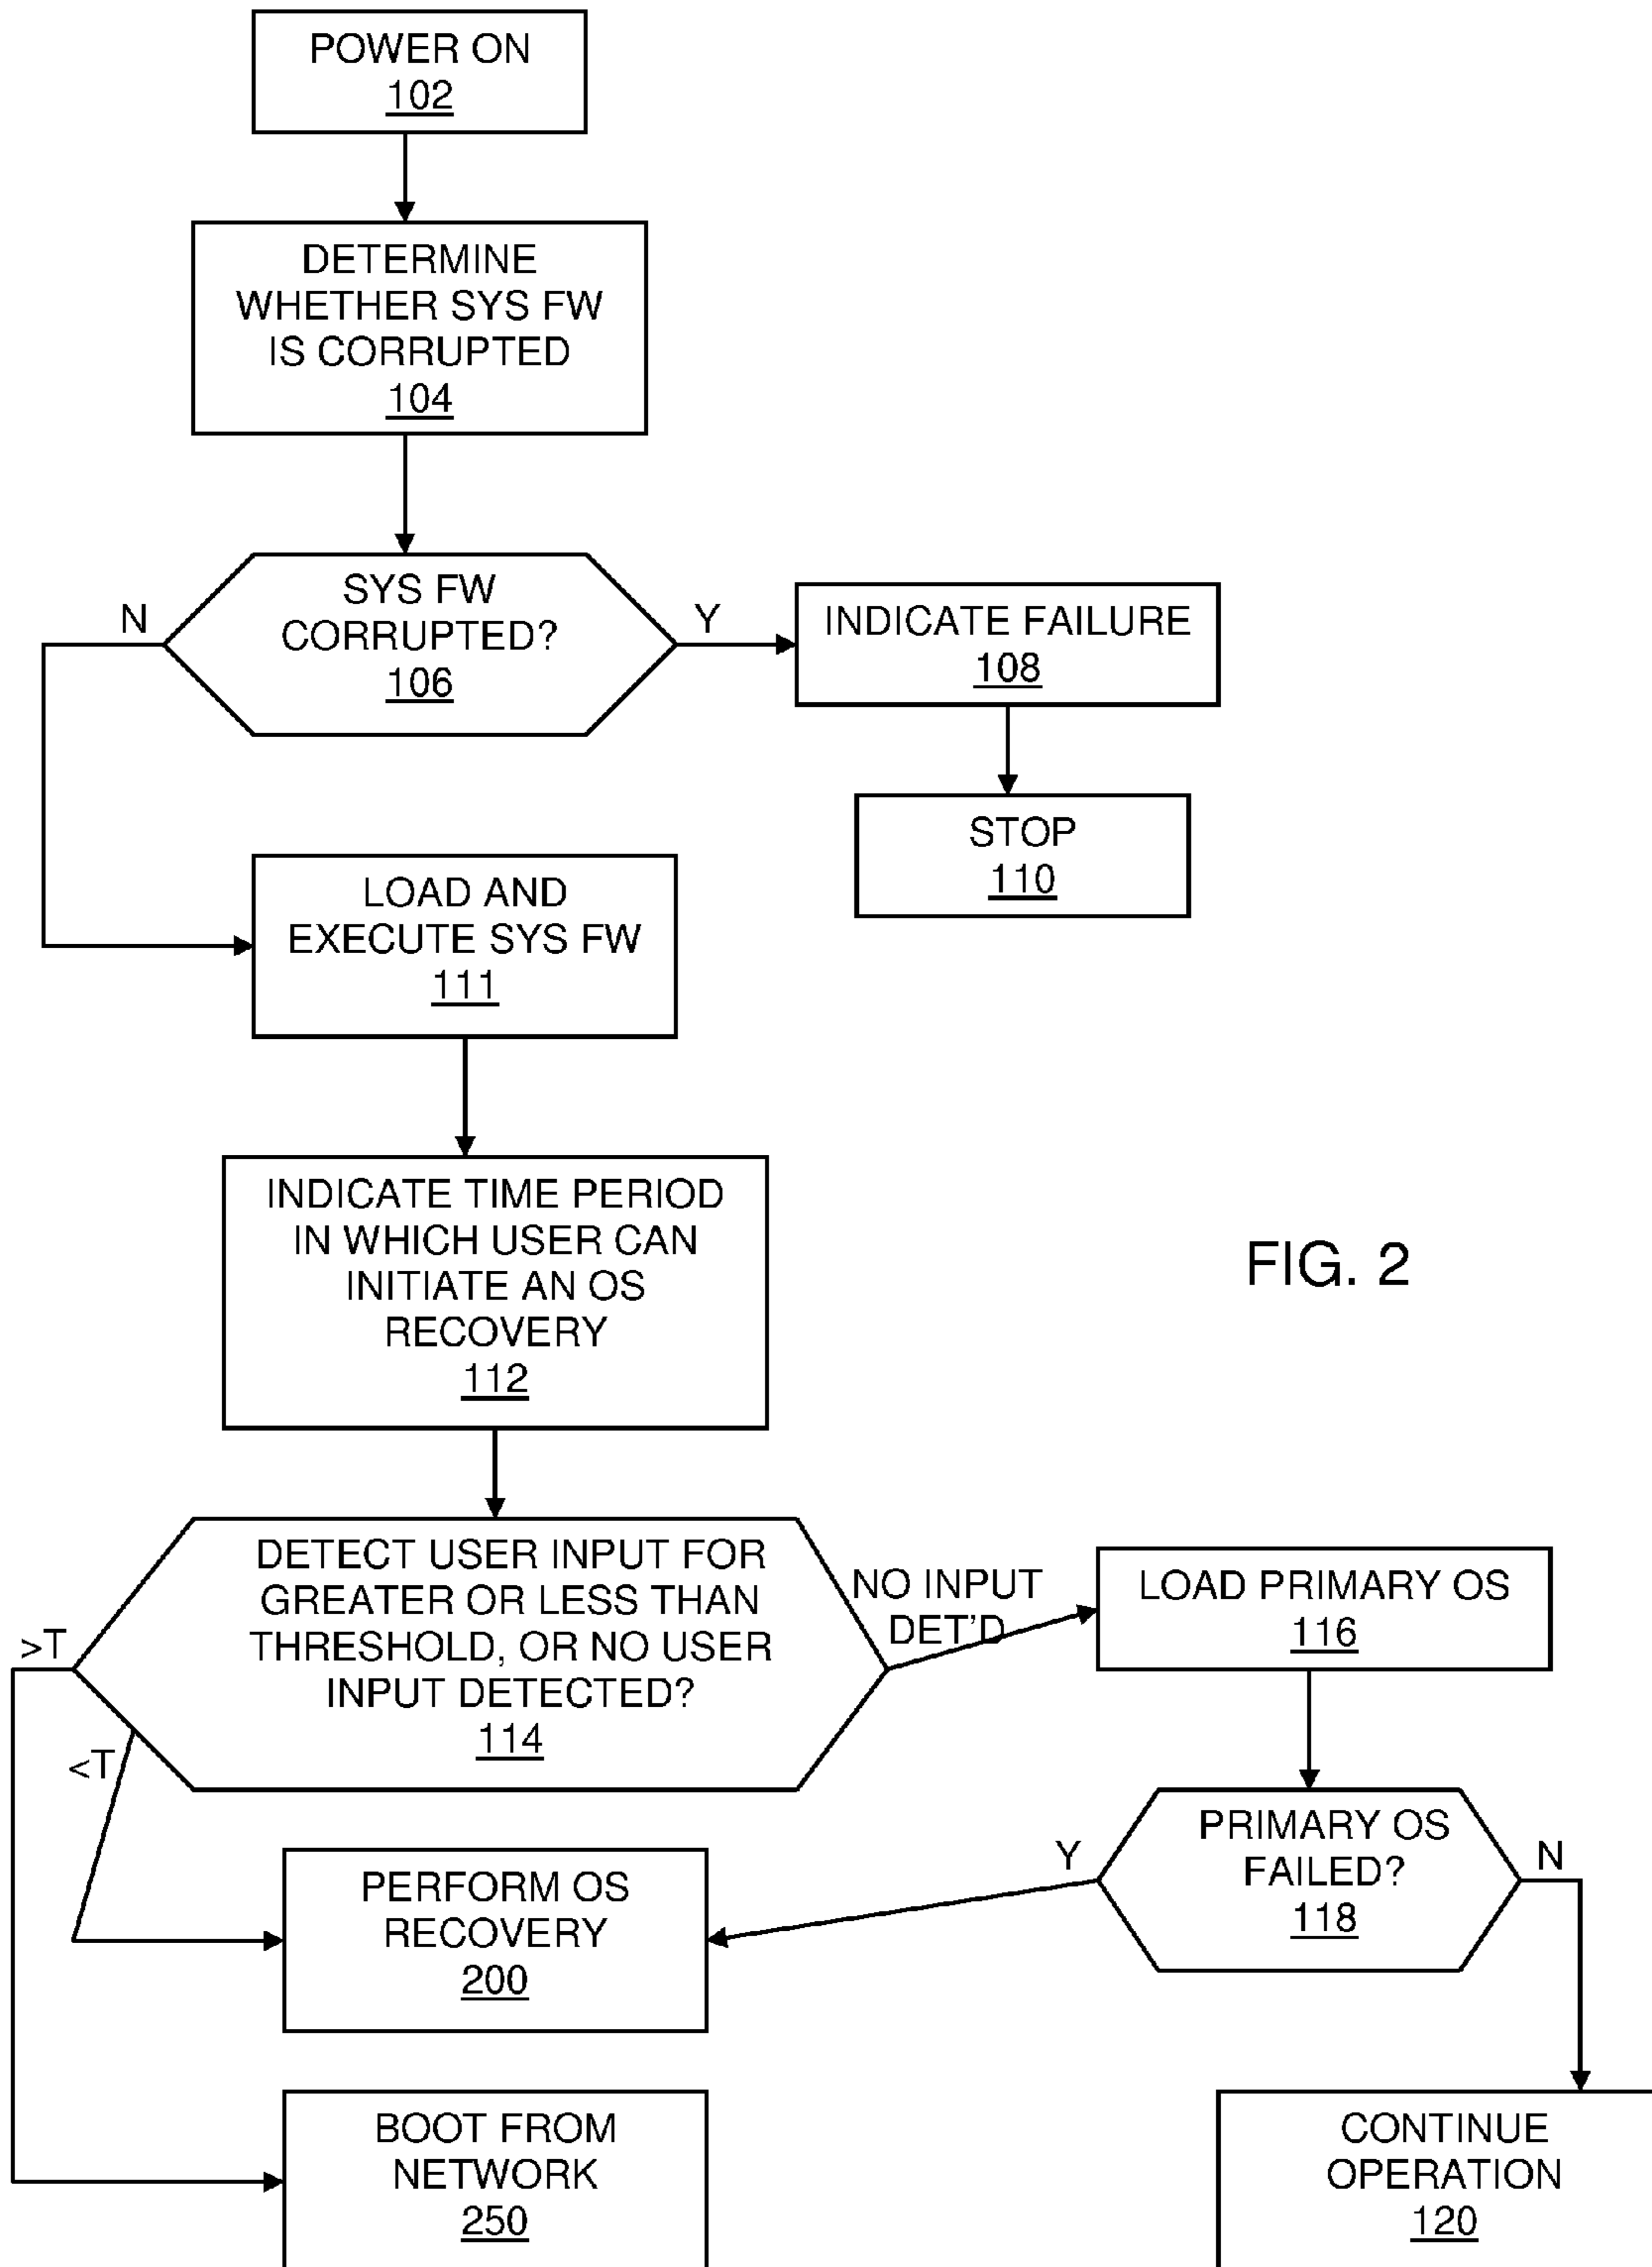 POWER ON
102
DETERMINE
WHETHER SYS FW
IS CORRUPTED
104
SYS FW
CORRUPTED?
106
N
Y
INDICATE FAILURE
108
STOP
110
LOAD AND
EXECUTE SYS FW
111
INDICATE TIME PERIOD
IN WHICH USER CAN
INITIATE AN OS
RECOVERY
112
FIG. 2
DETECT USER INPUT FOR
GREATER OR LESS THAN
THRESHOLD, OR NO USER
INPUT DETECTED?
114
>T
<T
NO INPUT
DET'D
LOAD PRIMARY OS
116
PRIMARY OS
FAILED?
118
Y
N
PERFORM OS
RECOVERY
200
BOOT FROM
NETWORK
250
CONTINUE
OPERATION
120